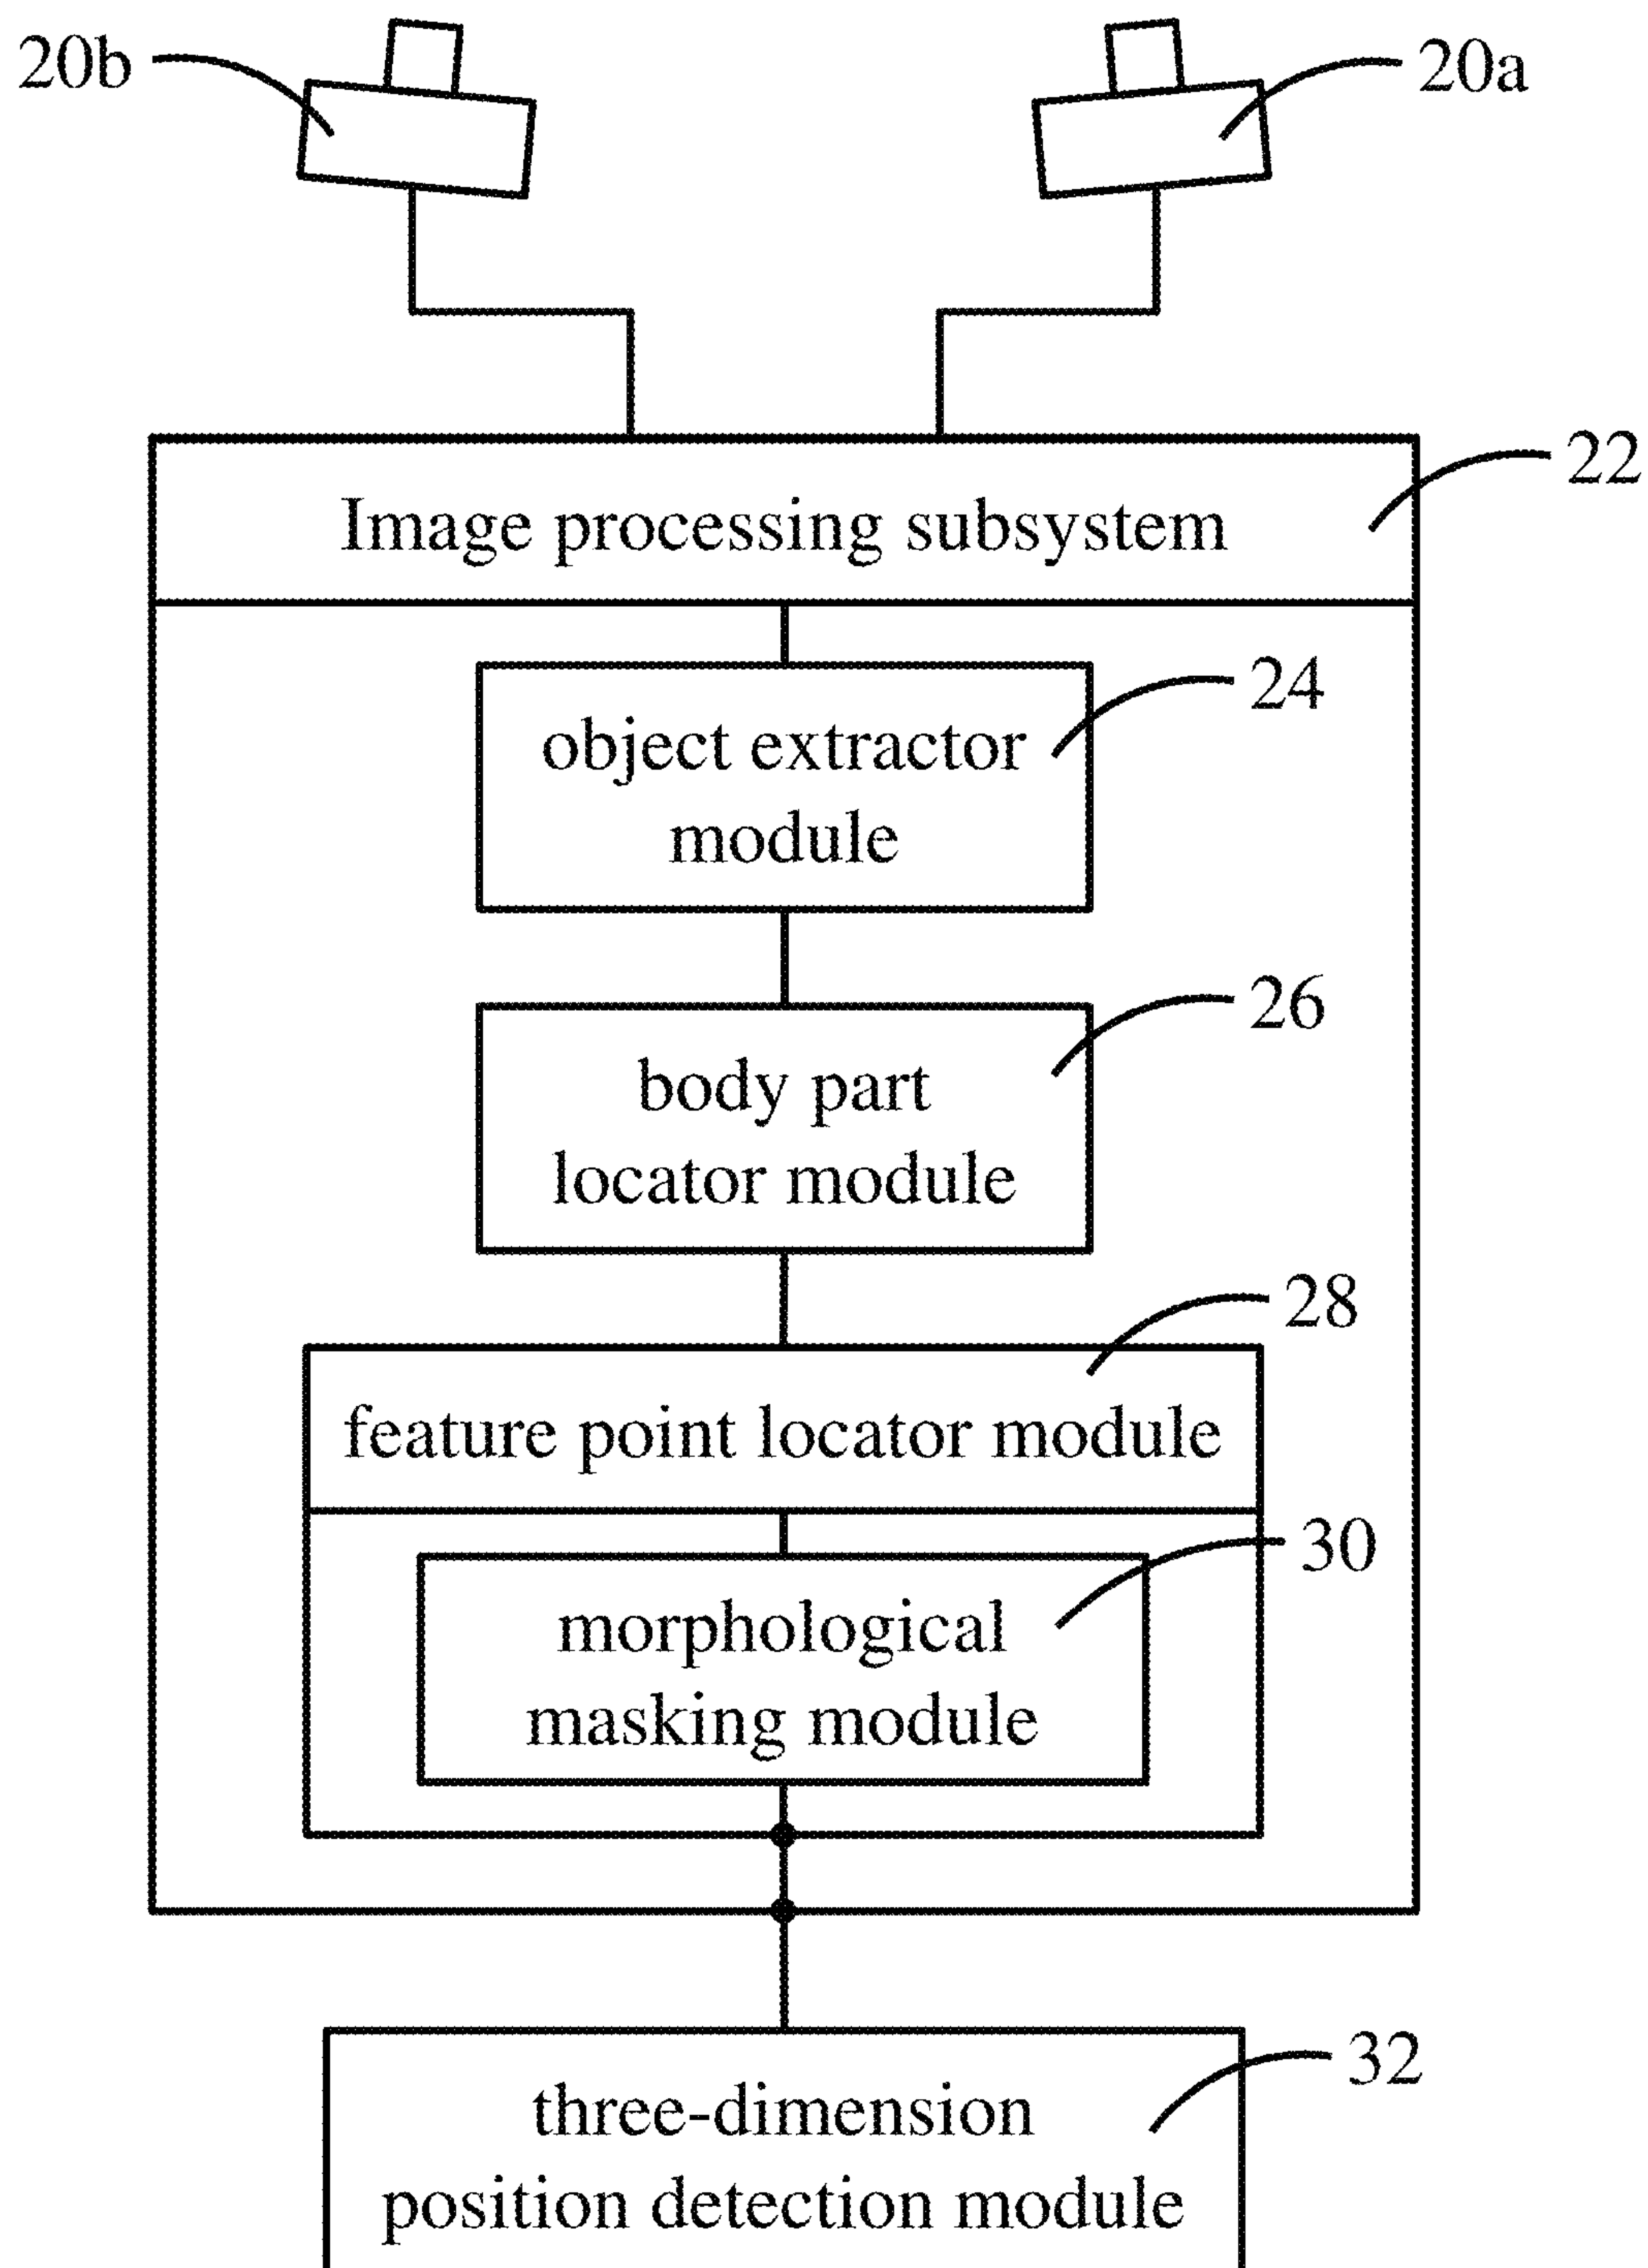 20b
20a
22
Image processing subsystem
24
object extractor
module
26
body part
locator module
28
feature point locator module
30
morphological
masking module
32
three-dimension
position detection module